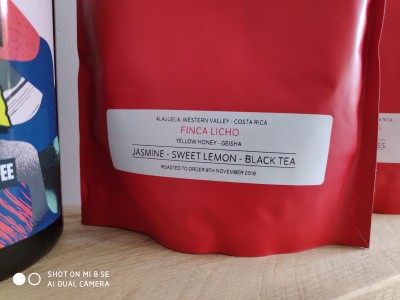 ALAJUELA, WESTERN VALLEY - COSTA RICA
FINCA LICHO
YELLOW HONEY - GEISHA
JASMINE - SWEET LEMON - BLACK TEA
ROASTED TO ORDER 8TH NOVEMBER 2018
SHOT ON MI 8 SE
AI DUAL CAMERA